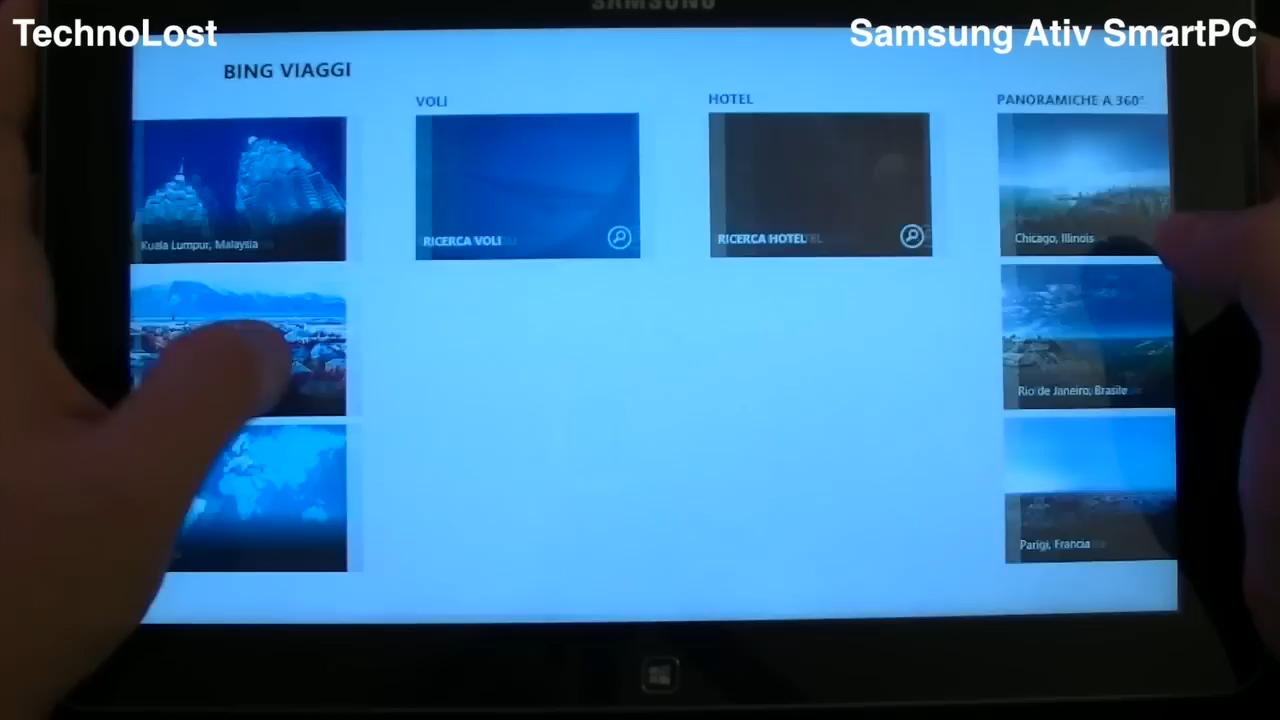 SAMSUNG
TechnoLost
Samsung Ativ SmartPC
BING VIAGGI
VOLI
HOTEL
PANORAMICHE A 360°
Kuala Lumpur, Malaysia
RICERCA VOLI
RICERCA HOTEL
Chicago, Illinois
Rio de Janeiro, Brasile
Parigi, Francia